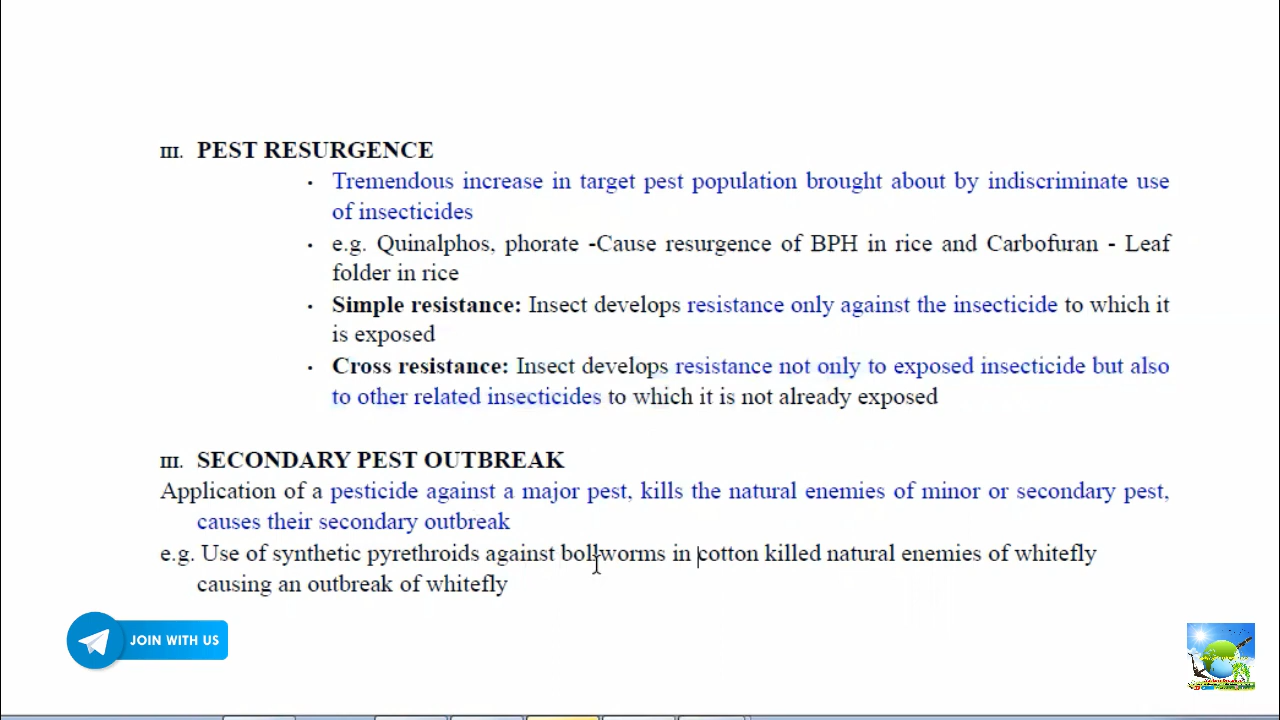 III. PEST RESURGENCE
• Tremendous increase in target pest population brought about by indiscriminate use
of insecticides
• e.g. Quinalphos, phorate -Cause resurgence of BPH in rice and Carbofuran - Leaf
folder in rice
• Simple resistance: Insect develops resistance only against the insecticide to which it
is exposed
• Cross resistance: Insect develops resistance not only to exposed insecticide but also
to other related insecticides to which it is not already exposed
III. SECONDARY PEST OUTBREAK
Application of a pesticide against a major pest, kills the natural enemies of minor or secondary pest,
causes their secondary outbreak
e.g. Use of synthetic pyrethroids against bollworms in cotton killed natural enemies of whitefly
causing an outbreak of whitefly
JOIN WITH US